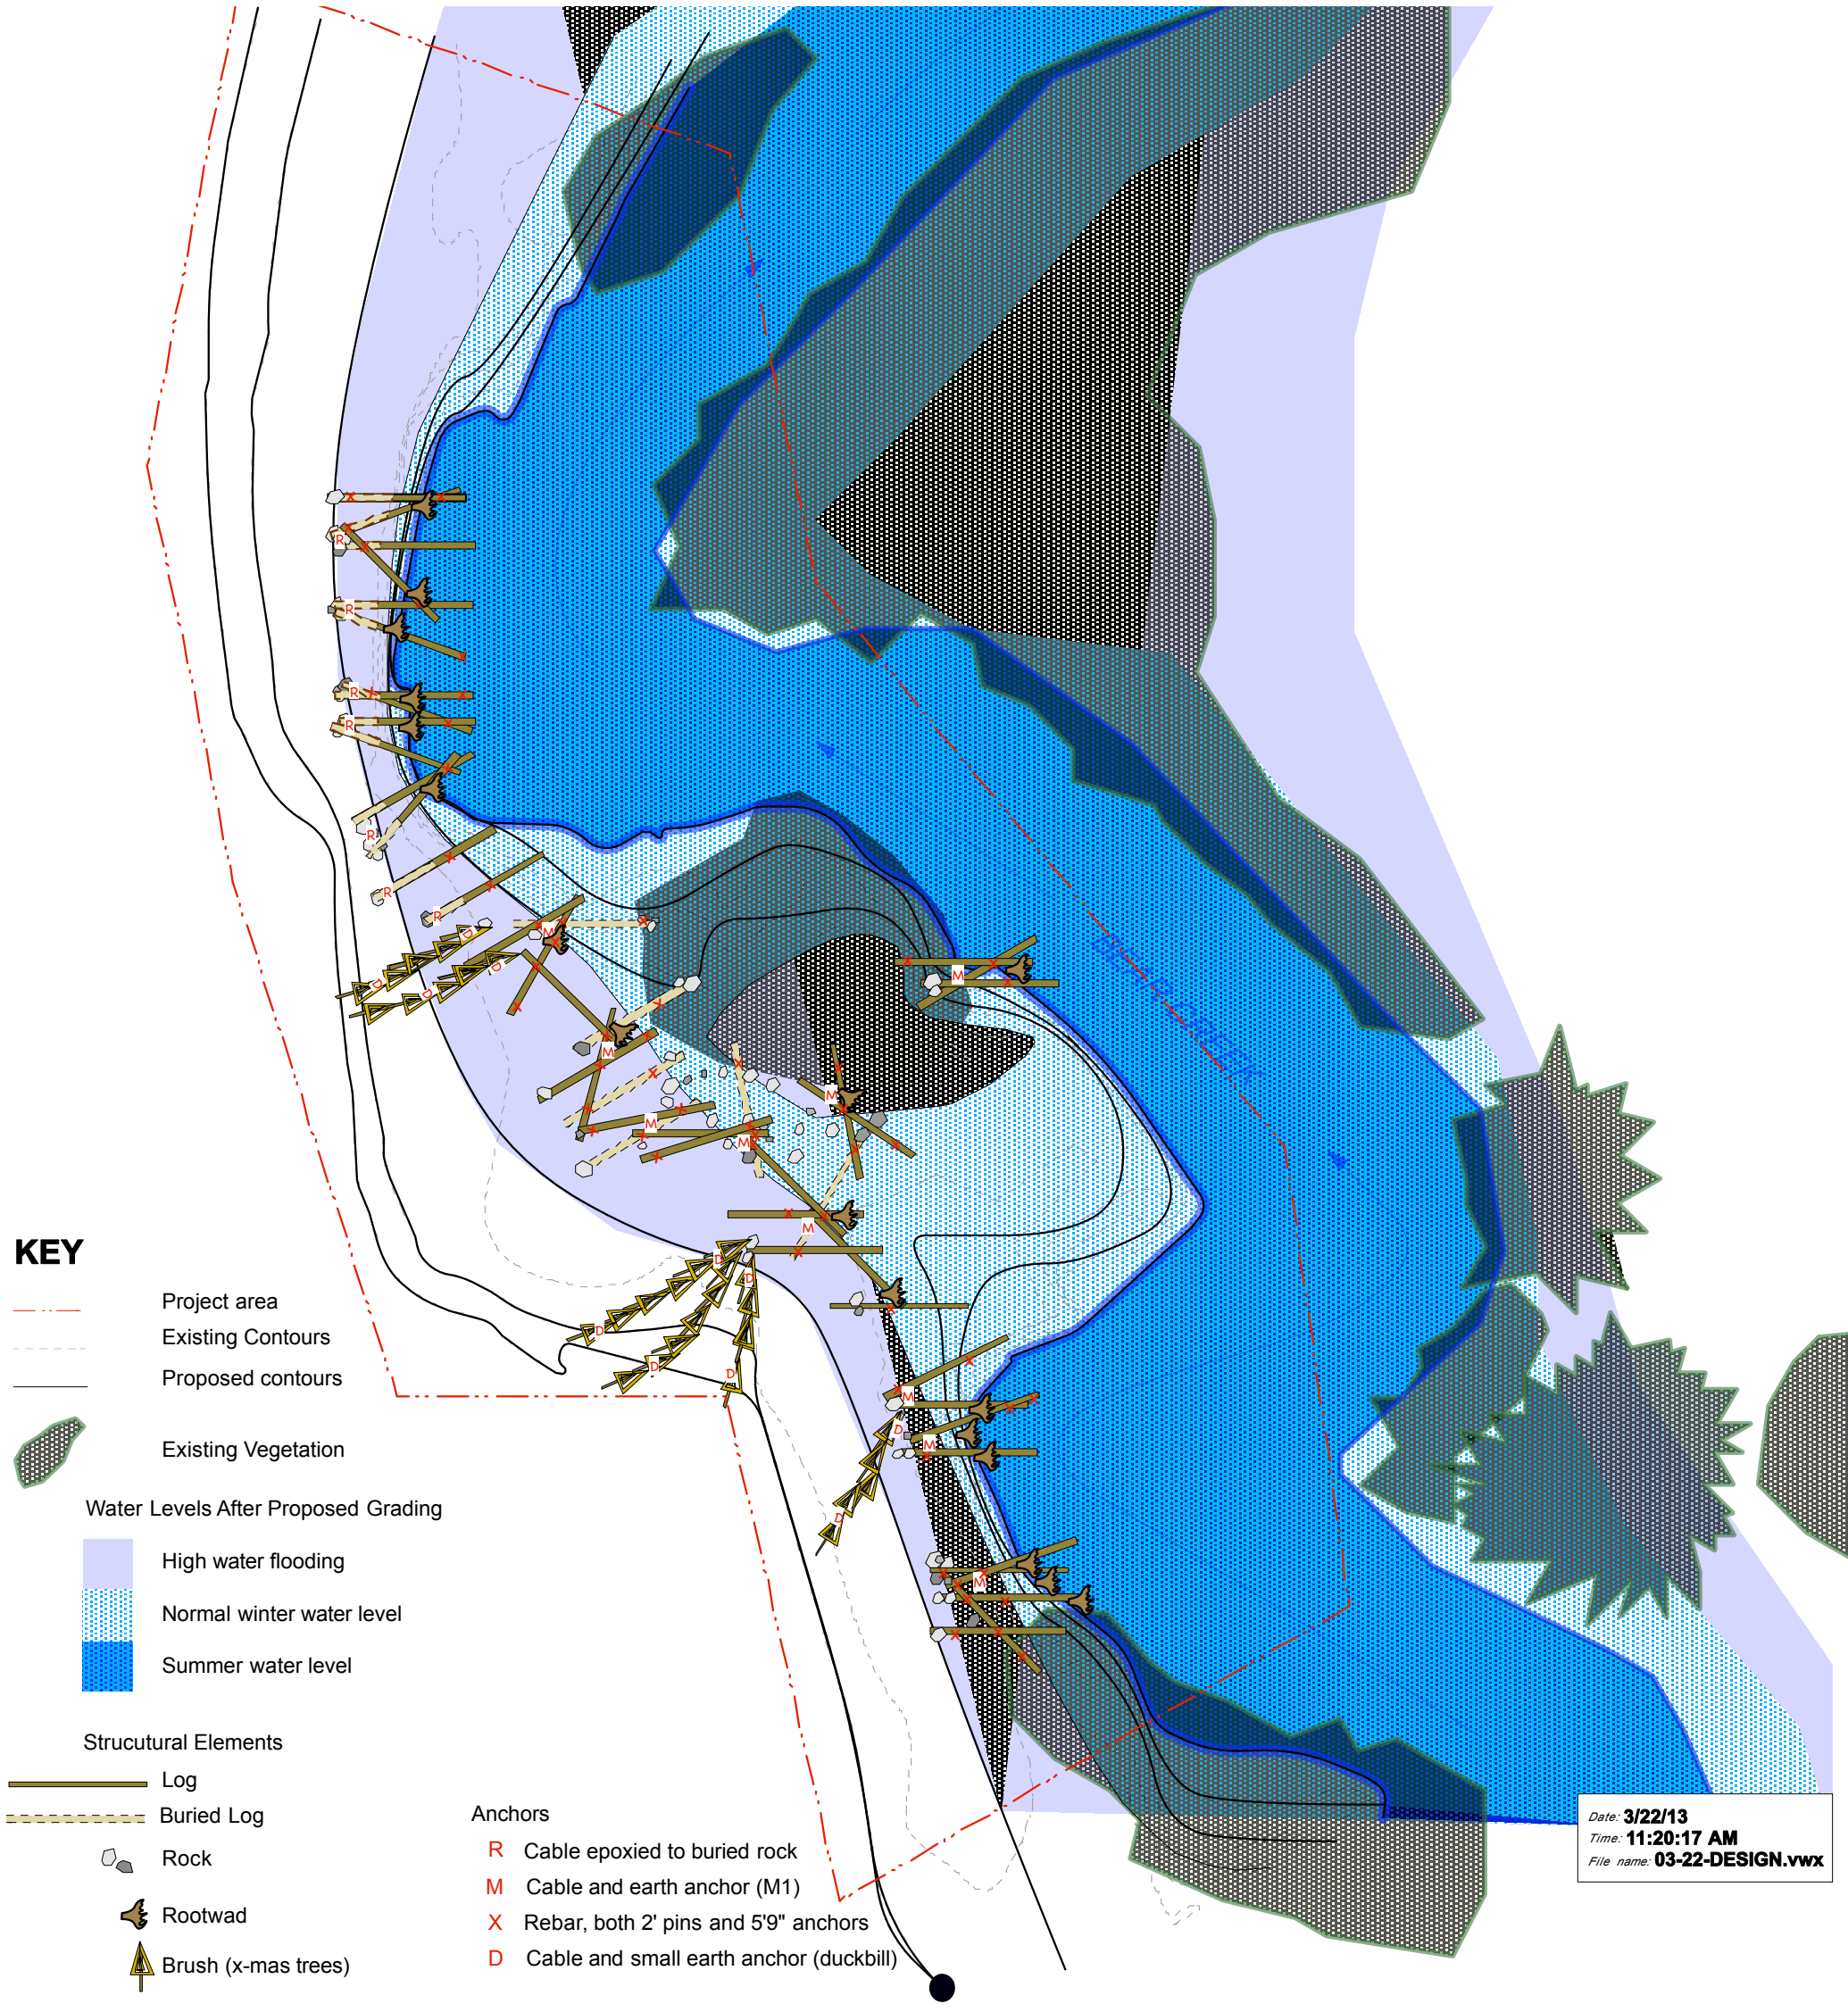 KEY
Project area
Existing Contours
Proposed contours
Existing Vegetation
Water Levels After Proposed Grading
High water flooding
Normal winter water level
Summer water level
Strucutural Elements
Log
Buried Log
Rock
Rootwad
Brush (x-mas trees)
Anchors
R Cable epoxied to buried rock
M Cable and earth anchor (M1)
X Rebar, both 2' pins and 5'9" anchors
D Cable and small earth anchor (duckbill)
Date: 3/22/13
Time: 11:20:17 AM
File name: 03-22-DESIGN.vwx